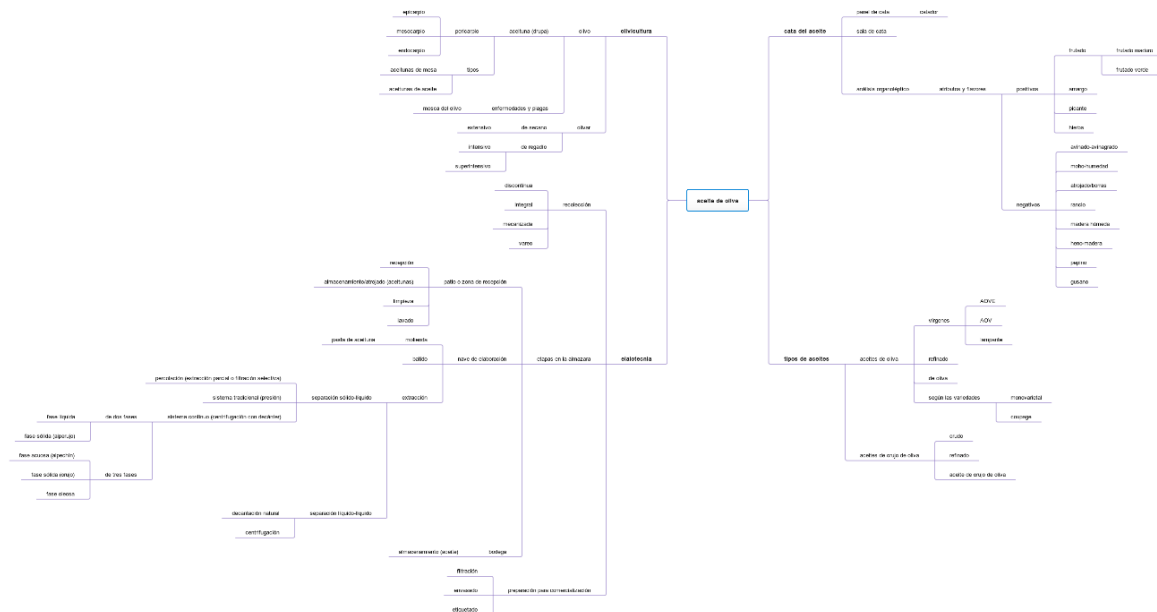 aceite de oliva
olivicultura
olivo
aceituna (drupa)
pericarpio
epicarpio
mesocarpio
endocarpio
tipos
aceitunas de mesa
aceitunas de aceite
enfermedades y plagas
mosca del olivo
olivar
de secano
extensivo
de regadío
intensivo
superintensivo
elaiotecnia
recolección
discontinua
integral
mecanizada
vareo
etapas en la almazara
patio o zona de recepción
recepción
almacenamiento/atrojado (aceitunas)
limpieza
lavado
nave de elaboración
molienda
pasta de aceituna
batido
extracción
separación sólido-líquido
percolación (extracción parcial o filtración selectiva)
sistema tradicional (presión)
sistema continuo (centrifugación con decánter)
de dos fases
fase líquida
fase sólida (alperujo)
de tres fases
fase acuosa (alpechín)
fase sólida (orujo)
fase oleosa
separación líquido-líquido
decantación natural
centrifugación
bodega
almacenamiento (aceite)
preparación para comercialización
filtración
envasado
etiquetado
cata del aceite
panel de cata
catador
sala de cata
análisis organoléptico
atributos y flavores
positivos
frutado
frutado maduro
frutado verde
amargo
picante
hierba
negativos
avinado-avinagrado
moho-humedad
atrojado/borras
rancio
madera húmeda
heno-madera
pepino
gusano
tipos de aceites
aceites de oliva
vírgenes
AOVE
AOV
lampante
refinado
de oliva
según las variedades
monovarietal
coupage
aceites de orujo de oliva
crudo
refinado
aceite de orujo de oliva